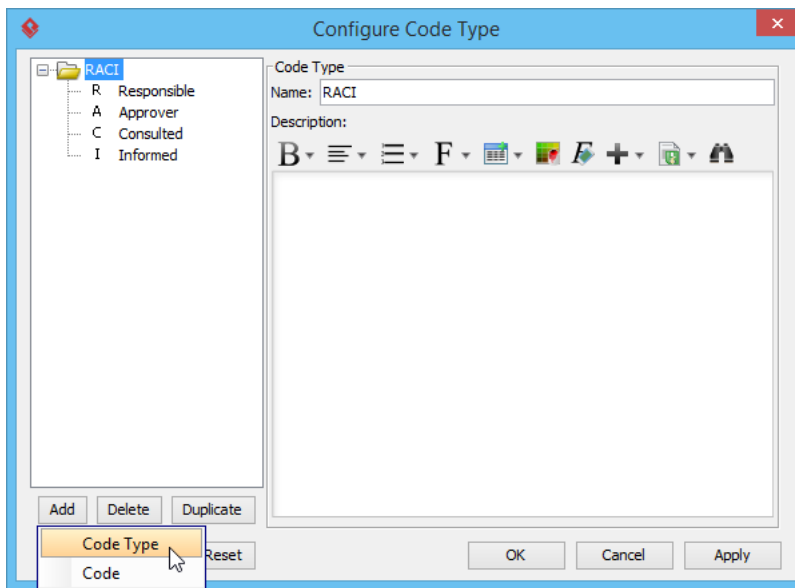 Configure Code Type
RACI
R Responsible
A Approver
C Consulted
I Informed
Code Type
Name: RACI
Description:
B F F
Add Delete Duplicate
Code Type
Code
Reset
OK Cancel Apply